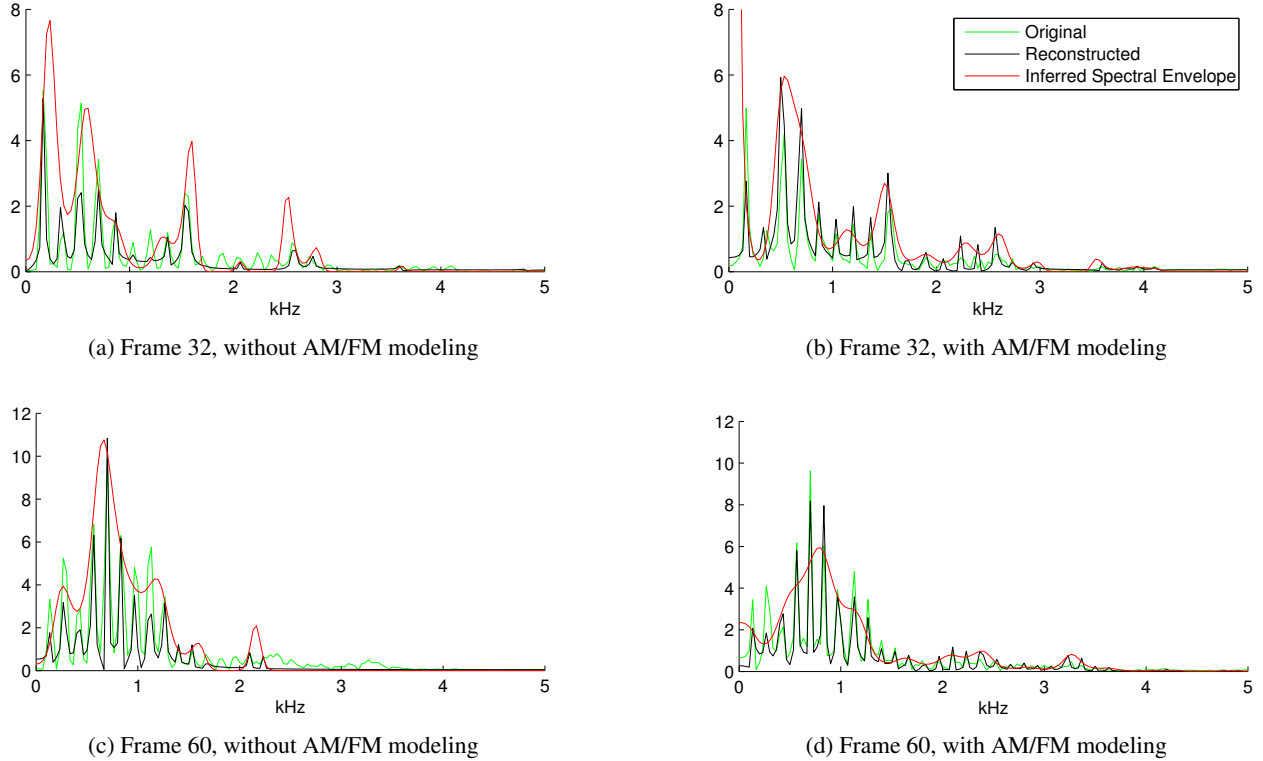 8
6
4
2
0
0 1 2 3 4 5
kHz
(a) Frame 32, without AM/FM modeling
8
6
4
2
0
0 1 2 3 4 5
kHz
Original
Reconstructed
Inferred Spectral Envelope
(b) Frame 32, with AM/FM modeling
12
10
8
6
4
2
0
0 1 2 3 4 5
kHz
(c) Frame 60, without AM/FM modeling
12
10
8
6
4
2
0
0 1 2 3 4 5
kHz
(d) Frame 60, with AM/FM modeling